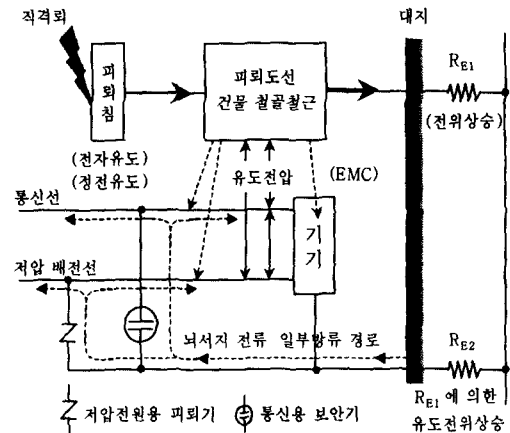 직격뢰
대지
피뢰침
피뢰도선
건물 철골철근
R_E1
(전위상승)
(전자유도)
(정전유도)
유도전압
(EMC)
통신선
기기
저압 배전선
뇌서지 전류 일부방류 경로
R_E2
R_E1 에 의한
유도전위상승
저압전원용 피뢰기
통신용 보안기